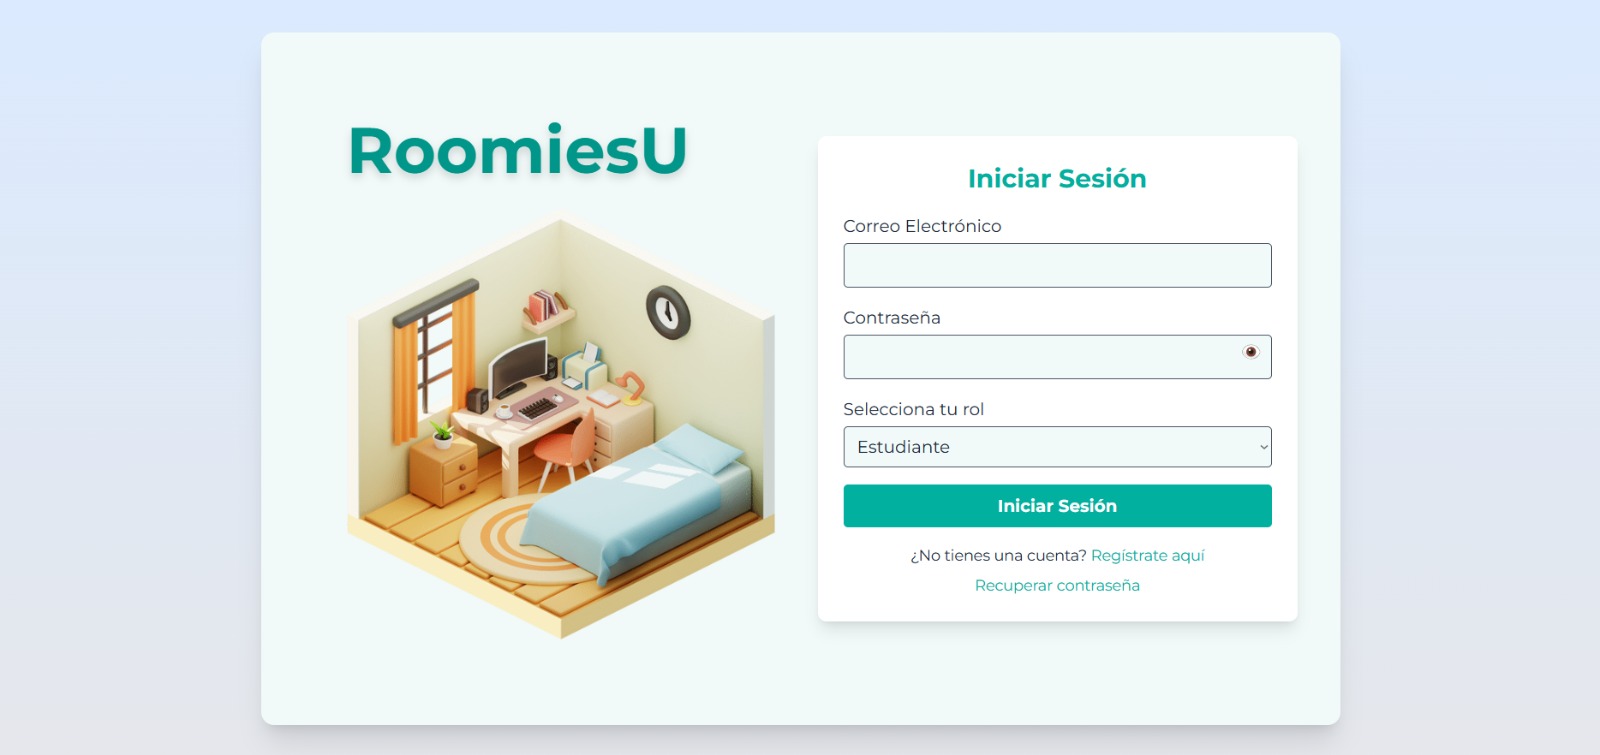 RoomiesU
Iniciar Sesión
Correo Electrónico
Contraseña
Selecciona tu rol
Estudiante
Iniciar Sesión
¿No tienes una cuenta? Regístrate aquí
Recuperar contraseña